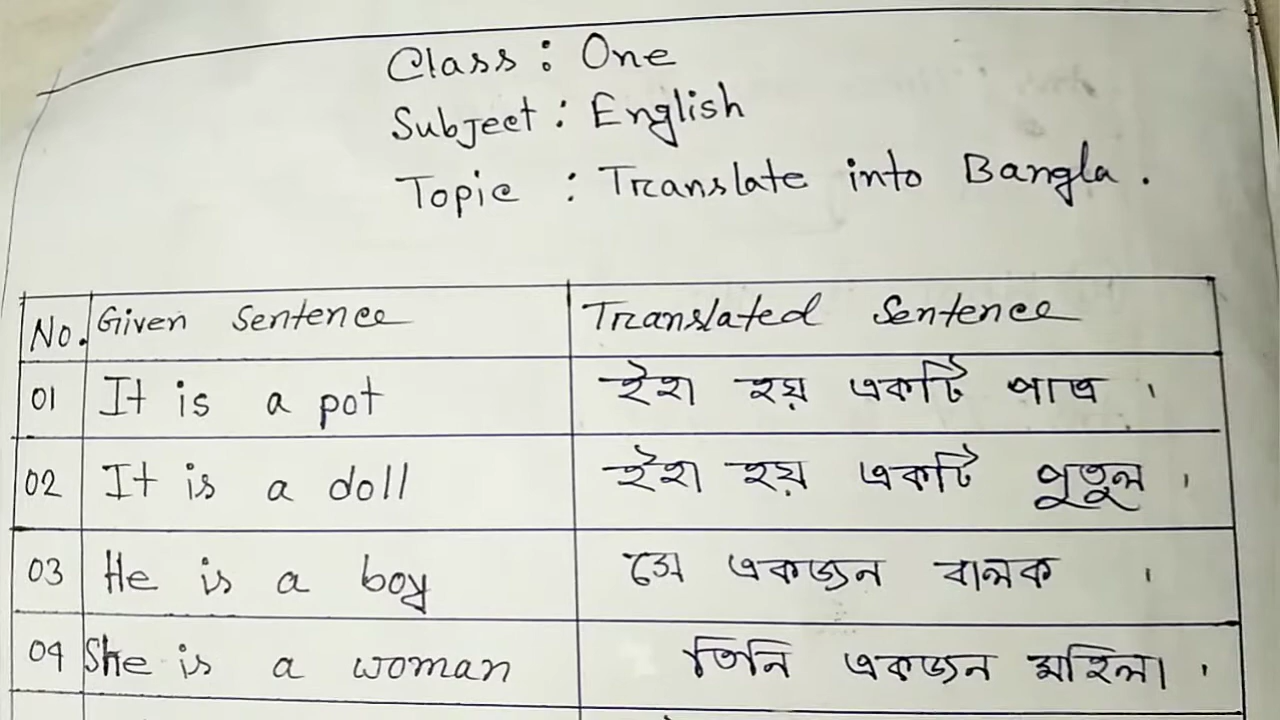 Class : One
Subject : English
Topic : Translate into Bangla .
No. Given Sentence Translated Sentence
01 It is a pot ইহা হয় একটি পাত্র ।
02 It is a doll ইহা হয় একটি পুতুল ।
03 He is a boy সে একজন বালক ।
04 She is a woman তিনি একজন মহিলা ।